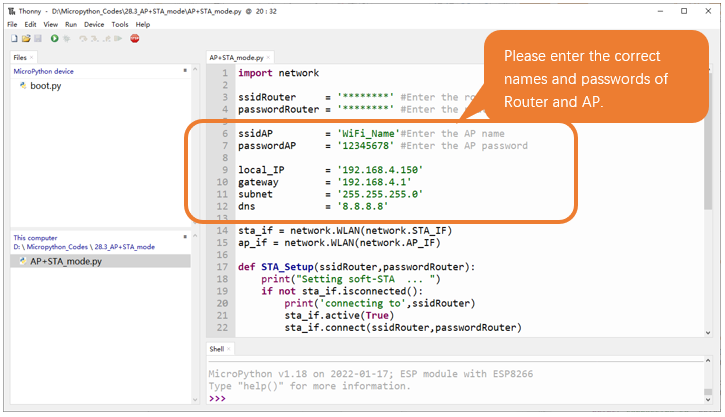 Thonny - D:\Micropython_Codes\28.3_AP+STA_mode\AP+STA_mode.py @ 20 : 32
File Edit View Run Device Tools Help
Files
MicroPython device
boot.py
This computer
D: \ Micropython_Codes \ 28.3_AP+STA_mode
AP+STA_mode.py
AP+STA_mode.py
1 import network
2
3 ssidRouter = '********' #Enter the
4 passwordRouter = '********' #Enter the
5
6 ssidAP = 'WiFi_Name'#Enter the AP name
7 passwordAP = '12345678' #Enter the AP password
8
9 local_IP = '192.168.4.150'
10 gateway = '192.168.4.1'
11 subnet = '255.255.255.0'
12 dns = '8.8.8.8'
13
14 sta_if = network.WLAN(network.STA_IF)
15 ap_if = network.WLAN(network.AP_IF)
16
17 def STA_Setup(ssidRouter,passwordRouter):
18 print("Setting soft-STA ... ")
19 if not sta_if.isconnected():
20 print('connecting to',ssidRouter)
21 sta_if.active(True)
22 sta_if.connect(ssidRouter,passwordRouter)
Please enter the correct
names and passwords of
Router and AP.
Shell
MicroPython v1.18 on 2022-01-17; ESP module with ESP8266
Type "help()" for more information.
>>>